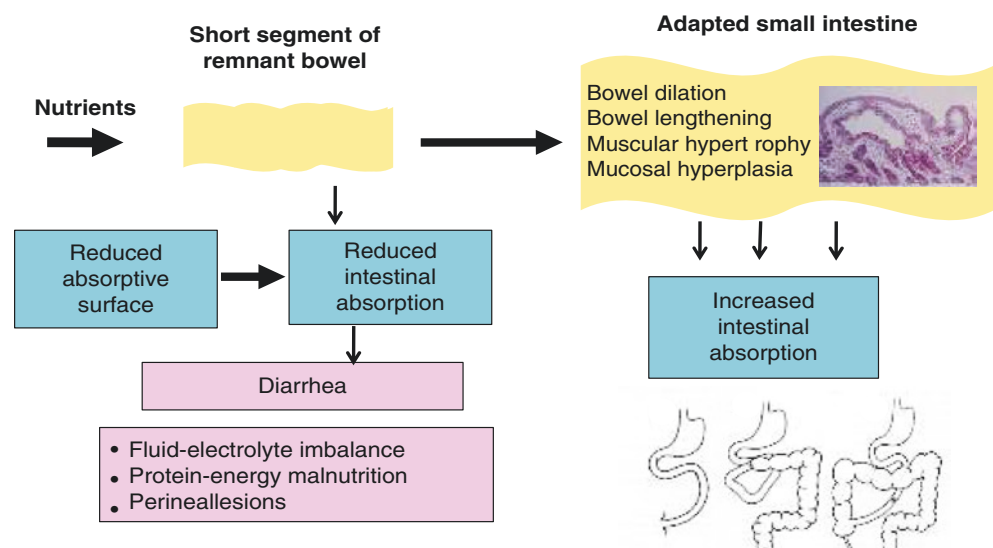 Short segment of
remnant bowel
Adapted small intestine
Nutrients
Bowel dilation
Bowel lengthening
Muscular hypert rophy
Mucosal hyperplasia
Reduced
absorptive
surface
Reduced
intestinal
absorption
Increased
intestinal
absorption
Diarrhea
• Fluid-electrolyte imbalance
• Protein-energy malnutrition
• Perineallesions